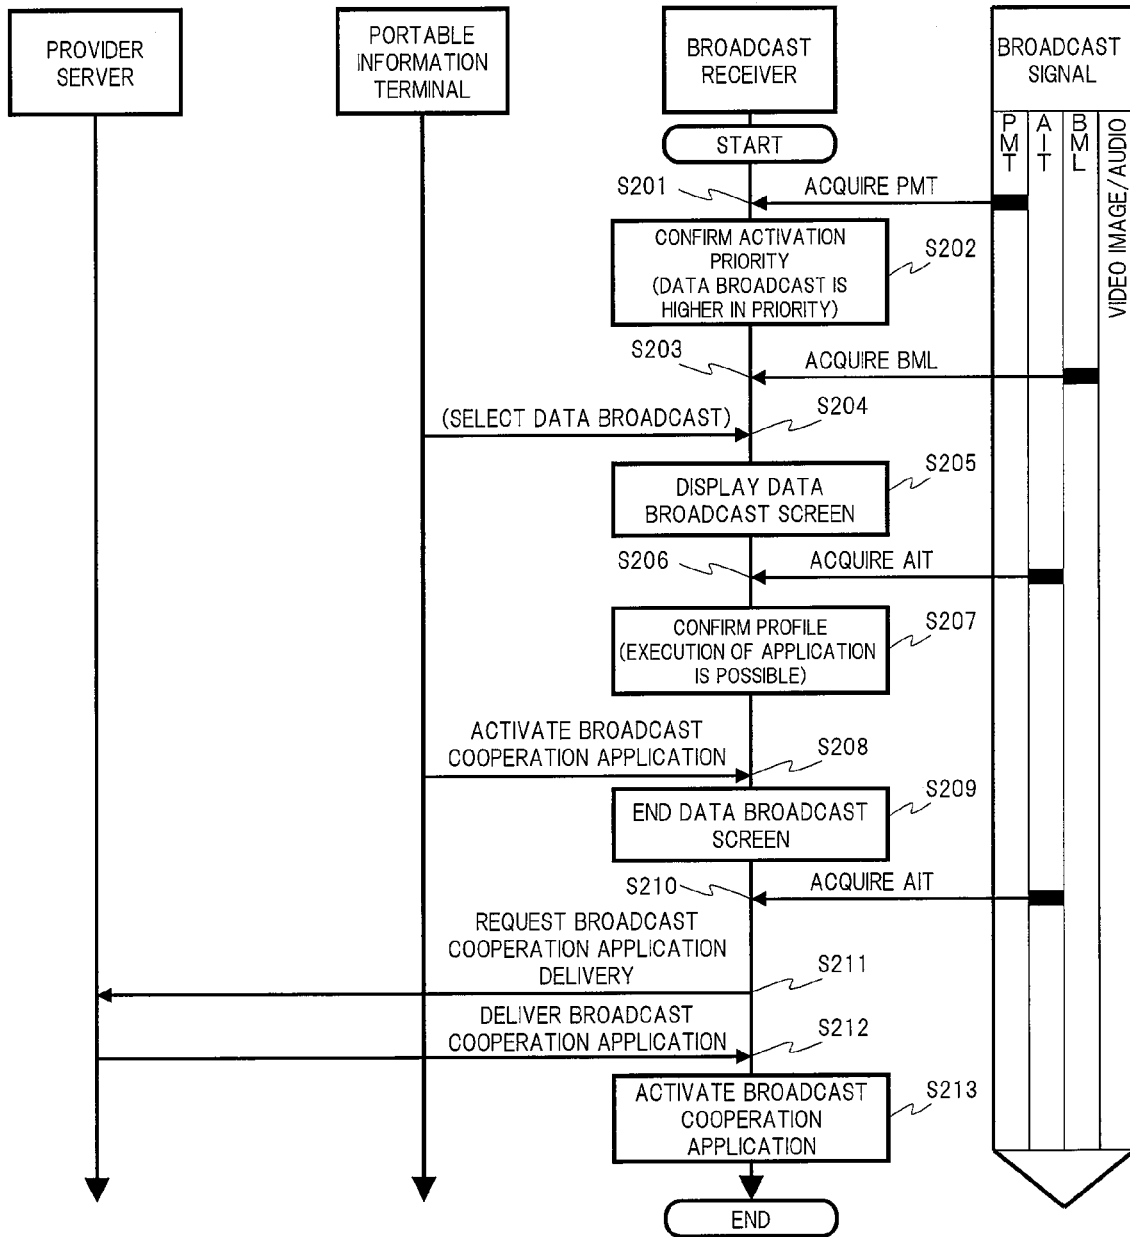 PROVIDER
SERVER
PORTABLE
INFORMATION
TERMINAL
BROADCAST
RECEIVER
BROADCAST
SIGNAL
PMT
AIT
BML
VIDEO IMAGE/AUDIO
START
S201
ACQUIRE PMT
CONFIRM ACTIVATION
PRIORITY
(DATA BROADCAST IS
HIGHER IN PRIORITY)
S202
S203
ACQUIRE BML
(SELECT DATA BROADCAST)
S204
DISPLAY DATA
BROADCAST SCREEN
S205
S206
ACQUIRE AIT
CONFIRM PROFILE
(EXECUTION OF APPLICATION
IS POSSIBLE)
S207
ACTIVATE BROADCAST
COOPERATION APPLICATION
S208
END DATA BROADCAST
SCREEN
S209
S210
ACQUIRE AIT
REQUEST BROADCAST
COOPERATION APPLICATION
DELIVERY
S211
DELIVER BROADCAST
COOPERATION APPLICATION
S212
ACTIVATE BROADCAST
COOPERATION
APPLICATION
S213
END